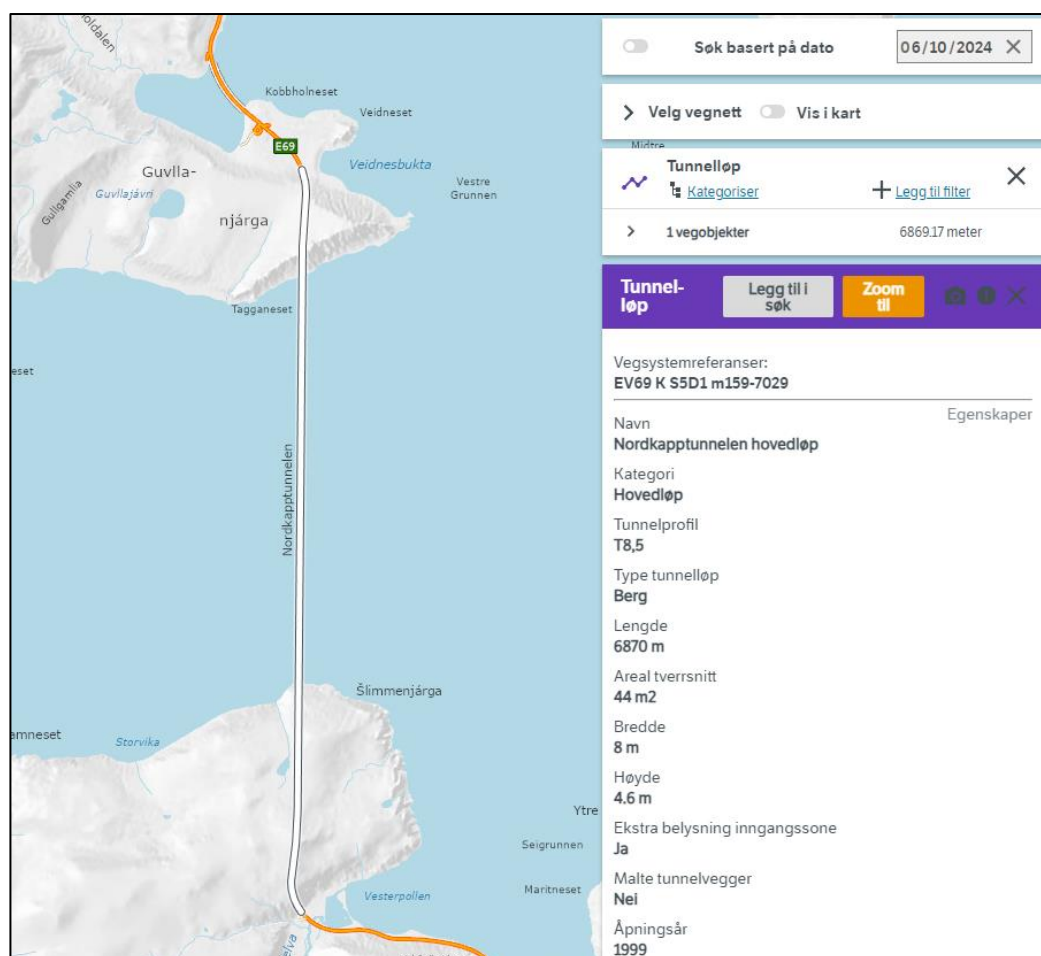 oldalen
Kobbholneset
Veidneset
E69
Veidnesbukta
Guvlla-
Guvllajávri
Gullgamlia
njárga
Vestre
Grunnen
Tagganeset
eset
Nordkapptunnelen
Šlimmenjárga
amneset
Storvika
Ytre
Seigrunnen
Maritneset
Vesterpollen
elva
Søk basert på dato
06/10/2024
Velg vegnett
Vis i kart
Midtre
Tunnelløp
Kategoriser
Legg til filter
1 vegobjekter
6869.17 meter
Tunnel-
løp
Legg til i
søk
Zoom
til
Vegsystemreferanser:
EV69 K S5D1 m159-7029
Egenskaper
Navn
Nordkapptunnelen hovedløp
Kategori
Hovedløp
Tunnelprofil
T8,5
Type tunnelløp
Berg
Lengde
6870 m
Areal tverrsnitt
44 m2
Bredde
8 m
Høyde
4.6 m
Ekstra belysning inngangssone
Ja
Malte tunnelvegger
Nei
Åpningsår
1999